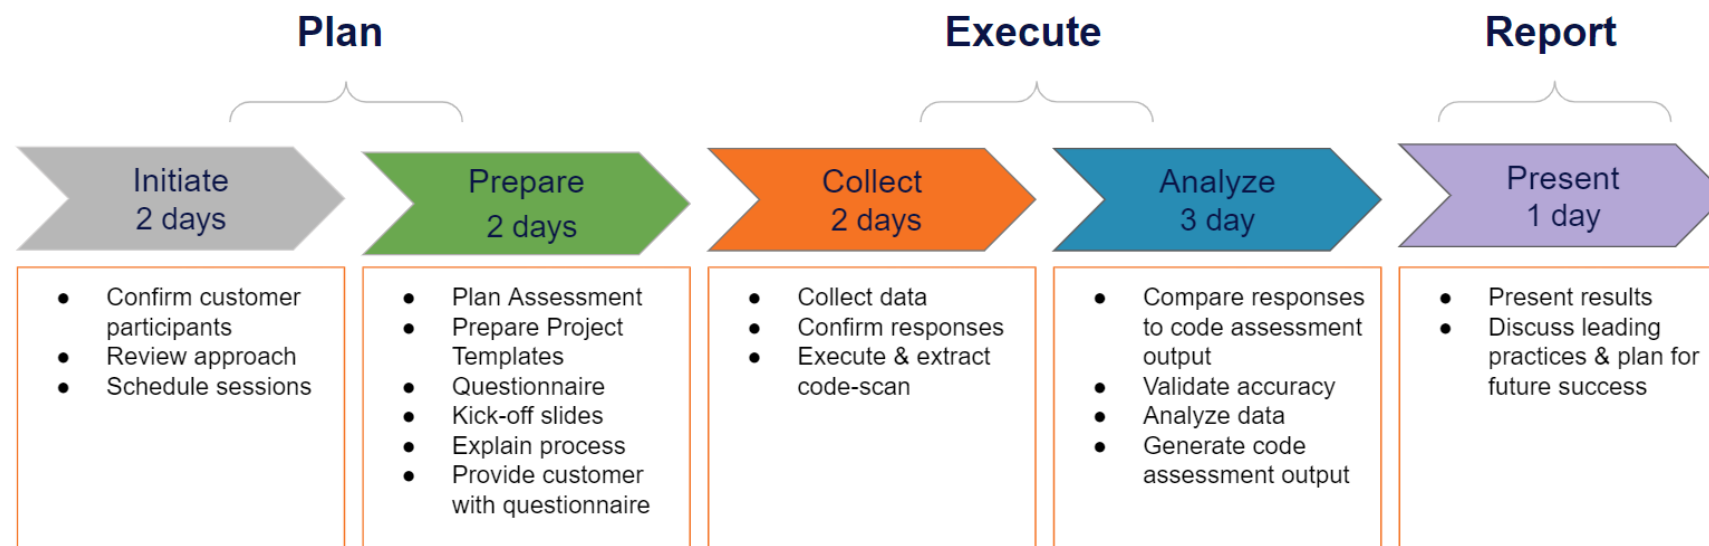 Plan
Execute
Report
Initiate
2 days
Prepare
2 days
Collect
2 days
Analyze
3 day
Present
1 day
● Confirm customer
participants
● Review approach
● Schedule sessions
● Plan Assessment
● Prepare Project
Templates
● Questionnaire
● Kick-off slides
● Explain process
● Provide customer
with questionnaire
● Collect data
● Confirm responses
● Execute & extract
code-scan
● Compare responses
to code assessment
output
● Validate accuracy
● Analyze data
● Generate code
assessment output
● Present results
● Discuss leading
practices & plan for
future success